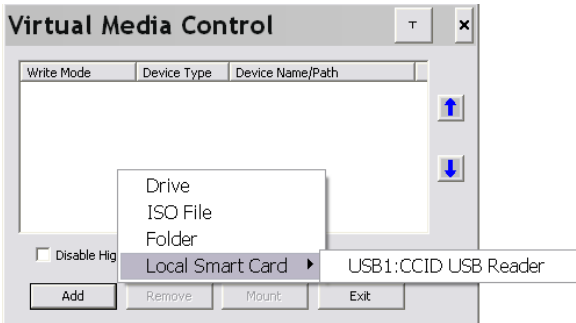 Virtual Media Control T ×
Write Mode Device Type Device Name/Path
Drive
ISO File
Folder
Disable Hig
Local Smart Card USB1:CCID USB Reader
Add Remove Mount Exit